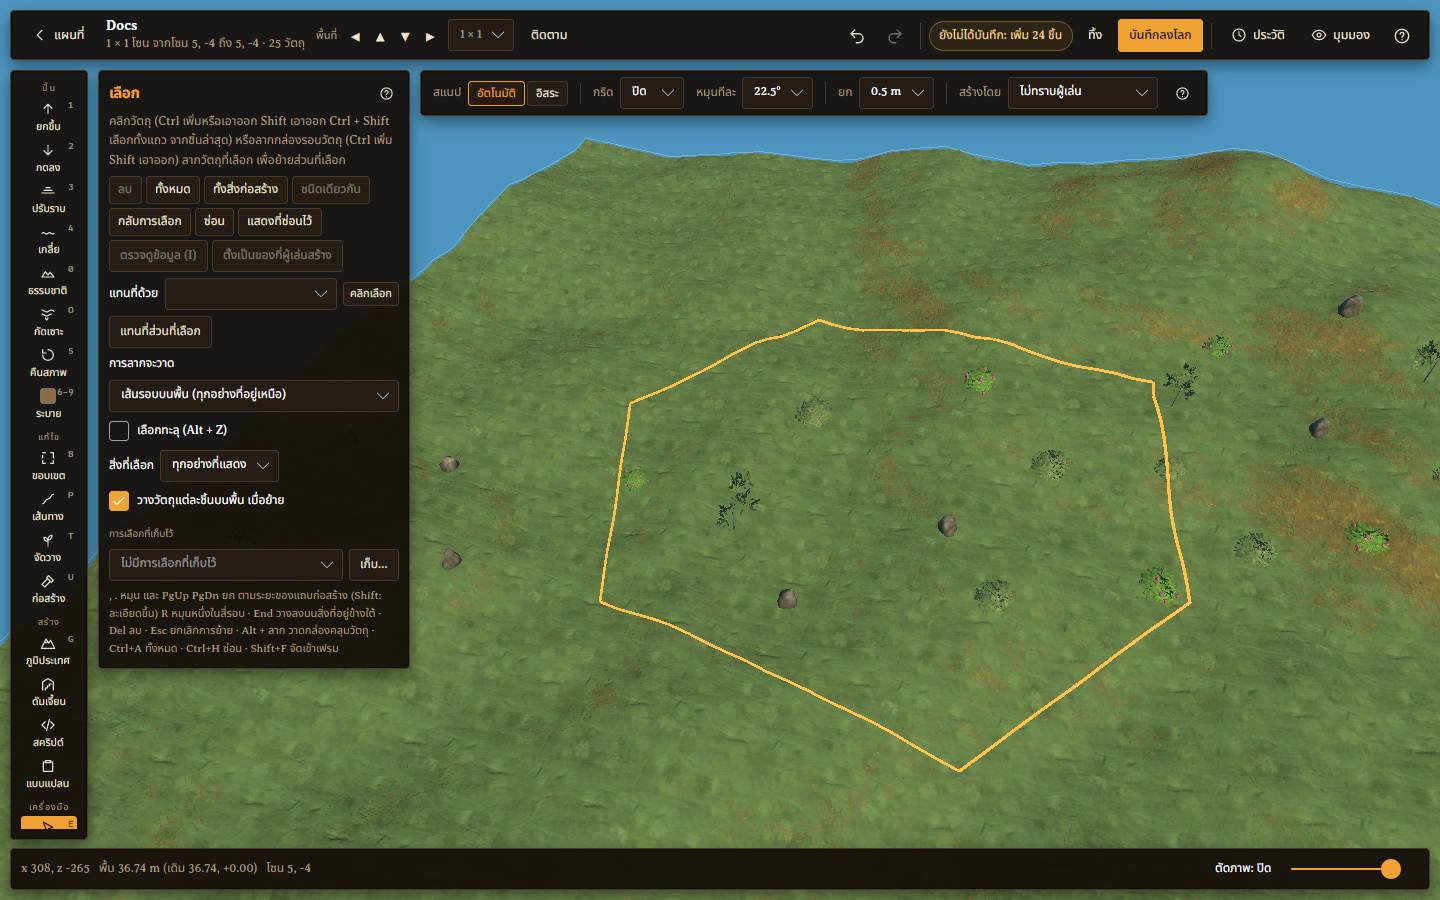 แผนที่
Docs
1 × 1 โซน จากโซน 5, -4 ถึง 5, -4 · 25 วัตถุ
พื้นที่
1 × 1
ติดตาม
ยังไม่ได้บันทึก: เพิ่ม 24 ชิ้น
ทิ้ง
บันทึกลงโลก
ประวัติ
มุมมอง
ปั้น
1
ยกขึ้น
2
กดลง
3
ปรับราบ
4
เกลี่ย
0
ธรรมชาติ
O
กัดเซาะ
5
คืนสภาพ
6–9
ระบาย
แก้ไข
B
ขอบเขต
P
เส้นทาง
T
จัดวาง
U
ก่อสร้าง
สร้าง
G
ภูมิประเทศ
ดันเจี้ยน
สคริปต์
แบบแปลน
เครื่องมือ
E
เลือก
คลิกวัตถุ (Ctrl เพิ่มหรือเอาออก Shift เอาออก Ctrl + Shift
เลือกทั้งแถว จากชิ้นล่าสุด) หรือลากกล่องรอบวัตถุ (Ctrl เพิ่ม
Shift เอาออก) ลากวัตถุที่เลือก เพื่อย้ายส่วนที่เลือก
ลบ
ทั้งหมด
ทั้งสิ่งก่อสร้าง
ชนิดเดียวกัน
กลับการเลือก
ซ่อน
แสดงที่ซ่อนไว้
ตรวจดูข้อมูล (I)
ตั้งเป็นของที่ผู้เล่นสร้าง
แทนที่ด้วย
คลิกเลือก
แทนที่ส่วนที่เลือก
การลากจะวาด
เส้นรอบบนพื้น (ทุกอย่างที่อยู่เหนือ)
เลือกทะลุ (Alt + Z)
สิ่งที่เลือก
ทุกอย่างที่แสดง
วางวัตถุแต่ละชิ้นบนพื้น เมื่อย้าย
การเลือกที่เก็บไว้
ไม่มีการเลือกที่เก็บไว้
เก็บ...
, . หมุน และ PgUp PgDn ยก ตามระยะของแถบก่อสร้าง (Shift:
ละเอียดขึ้น) R หมุนหนึ่งในสี่รอบ · End วางลงบนสิ่งที่อยู่ข้างใต้ ·
Del ลบ · Esc ยกเลิกการย้าย · Alt + ลาก วาดกล่องคลุมวัตถุ ·
Ctrl+A ทั้งหมด · Ctrl+H ซ่อน · Shift+F จัดเข้าเฟรม
สแนป
อัตโนมัติ
อิสระ
กริด
ปิด
หมุนทีละ
22.5°
ยก
0.5 m
สร้างโดย
ไม่ทราบผู้เล่น
x 308, z -265 พื้น 36.74 m (เดิม 36.74, +0.00) โซน 5, -4
ตัดภาพ: ปิด